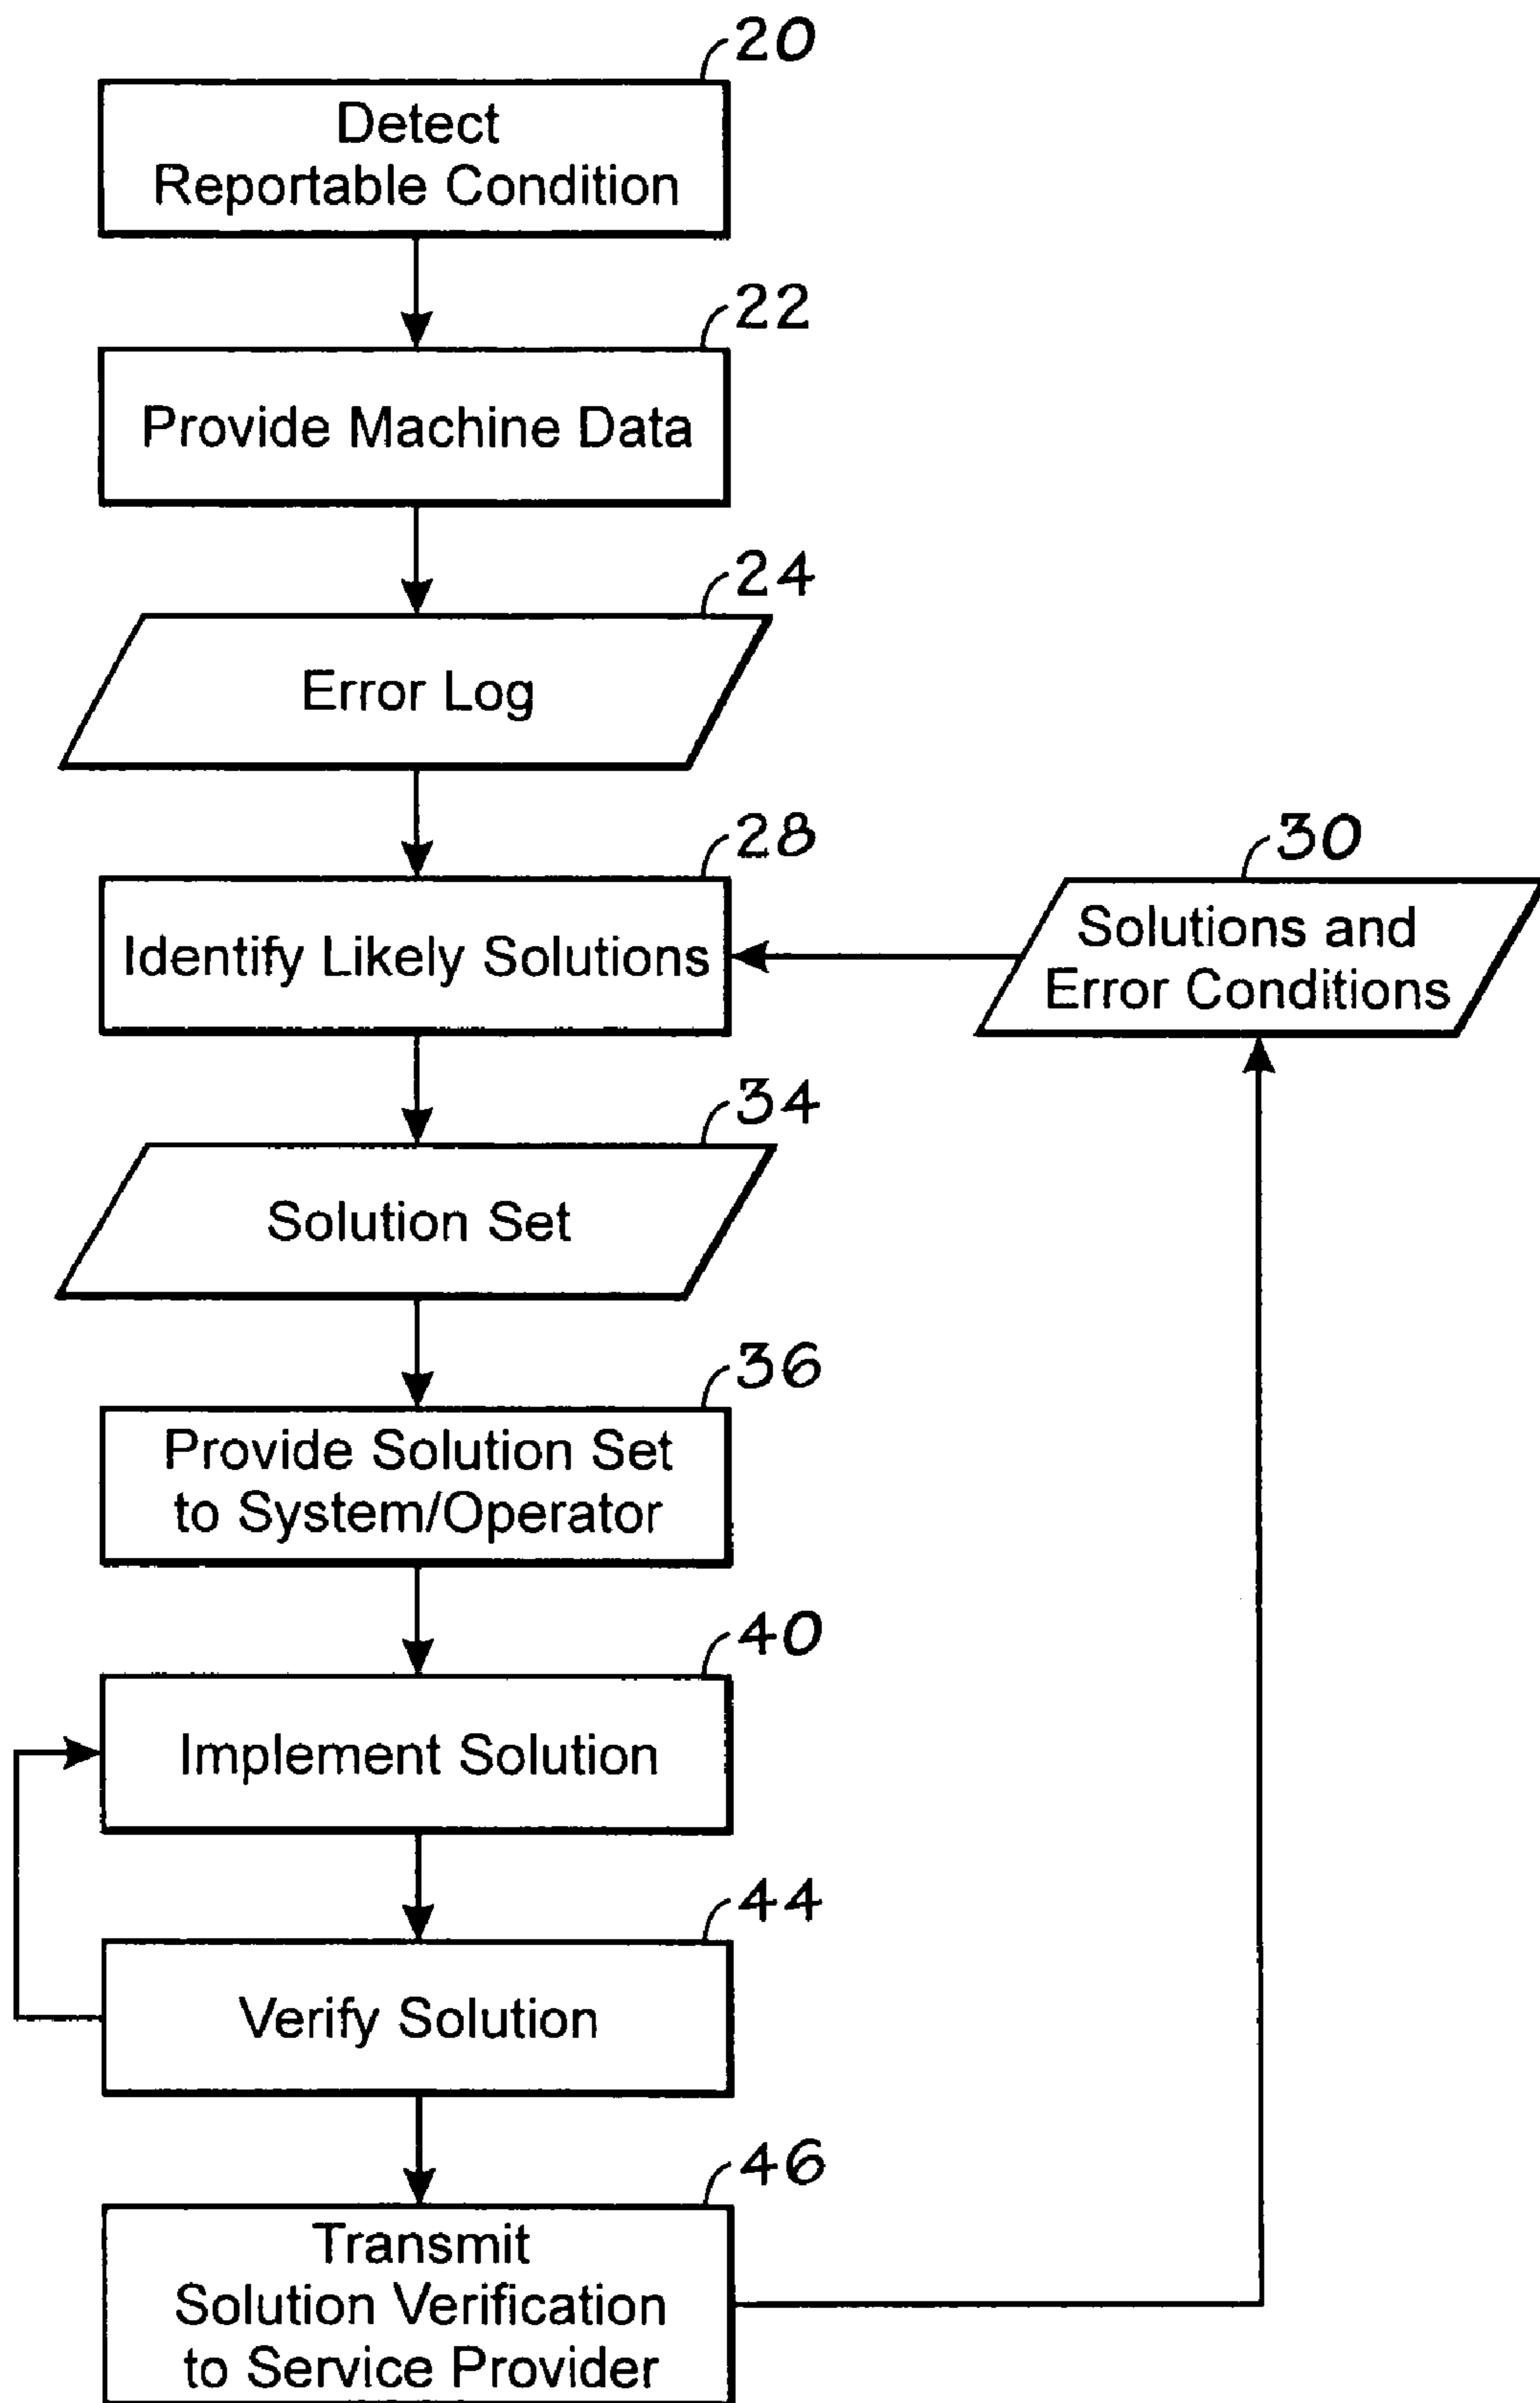 20
Detect
Reportable Condition
22
Provide Machine Data
24
Error Log
28
Identify Likely Solutions
30
Solutions and
Error Conditions
34
Solution Set
36
Provide Solution Set
to System/Operator
40
Implement Solution
44
Verify Solution
46
Transmit
Solution Verification
to Service Provider